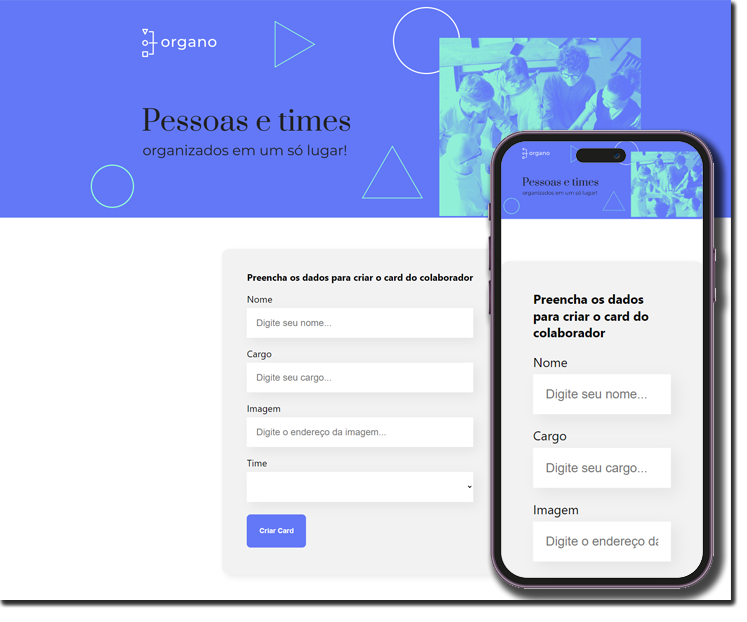 organo
Pessoas e times
organizados em um só lugar!
Preencha os dados para criar o card do colaborador
Nome
Digite seu nome...
Cargo
Digite seu cargo...
Imagem
Digite o endereço da imagem...
Time
Criar Card
organo
Pessoas e times
organizados em um só lugar!
Preencha os dados
para criar o card do
colaborador
Nome
Digite seu nome...
Cargo
Digite seu cargo...
Imagem
Digite o endereço da